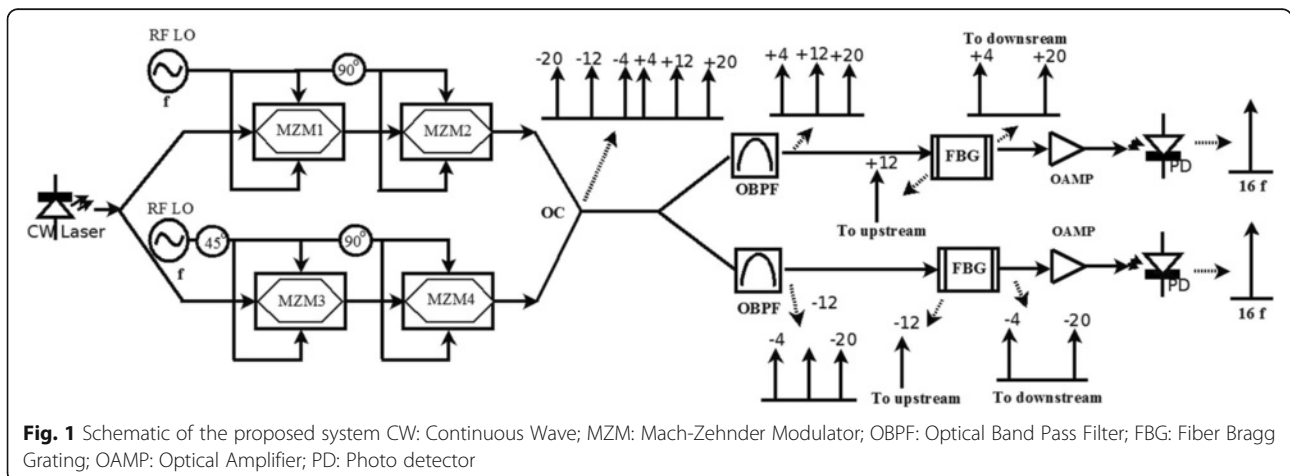 RF LO
f
90°
MZM1
MZM2
CW Laser
RF LO
f
45°
90°
MZM3
MZM4
OC
-20 -12 -4 +4 +12 +20
OBPF
+4 +12 +20
+12
To upstream
FBG
To downsream
+4 +20
OAMP
PD
16 f
OBPF
-12
-4 -20
FBG
-12
To upstream
-4 -20
To downstream
OAMP
PD
16 f
Fig. 1 Schematic of the proposed system CW: Continuous Wave; MZM: Mach-Zehnder Modulator; OBPF: Optical Band Pass Filter; FBG: Fiber Bragg
Grating; OAMP: Optical Amplifier; PD: Photo detector